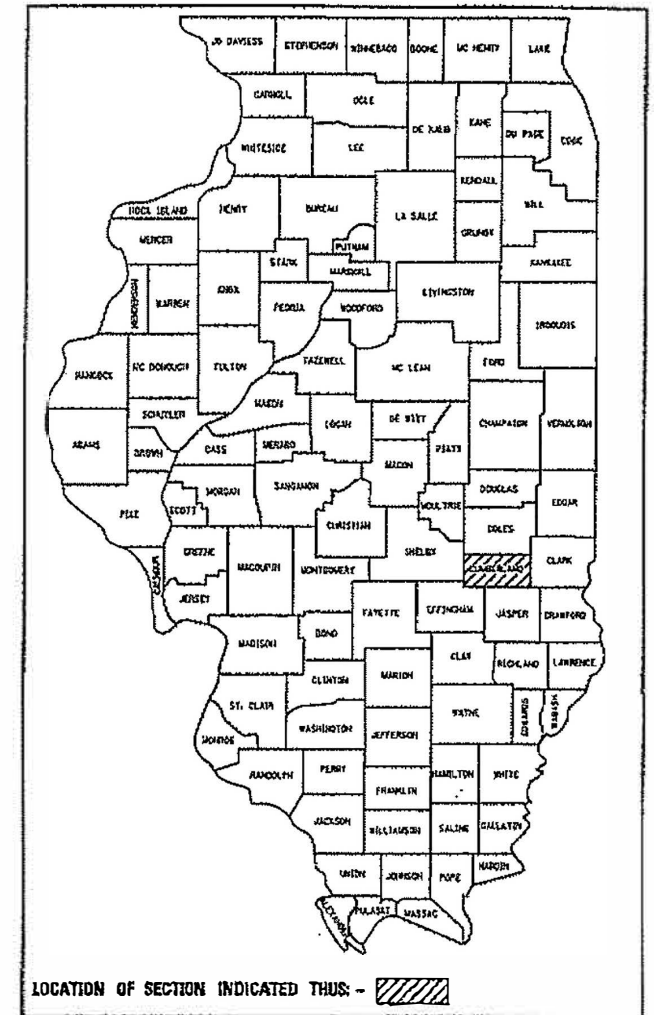 JO DAVIESS STEPHENSON WINNEBAGO BOONE MC HENRY LAKE
CARROLL OGLE DE KALB KANE DU PAGE COOK
WHITESIDE LEE KENDALL WILL
ROCK ISLAND HENRY BUREAU LA SALLE GRUNDY
MERCER PUTNAM KANKAKEE
STARK MARSHALL
HENDERSON WARREN KNOX PEORIA WOODFORD LIVINGSTON IROQUOIS
HANCOCK MC DONOUGH FULTON TAZEWELL MC LEAN FORD
MASON
SCHUYLER LOGAN DE WITT CHAMPAIGN VERMILION
ADAMS BROWN CASS MENARD MACON PIATT
MORGAN SANGAMON DOUGLAS EDGAR
PIKE SCOTT CHRISTIAN MOULTRIE COLES
GREENE MACOUPIN MONTGOMERY SHELBY CUMBERLAND CLARK
CALHOUN JERSEY FAYETTE EFFINGHAM JASPER CRAWFORD
MADISON BOND
CLAY RICHLAND LAWRENCE
CLINTON MARION
ST. CLAIR WAYNE EDWARDS WABASH
WASHINGTON JEFFERSON
MONROE
RANDOLPH PERRY HAMILTON WHITE
FRANKLIN
JACKSON WILLIAMSON SALINE GALLATIN
UNION JOHNSON POPE HARDIN
ALEXANDER PULASKI MASSAC
LOCATION OF SECTION INDICATED THUS: -